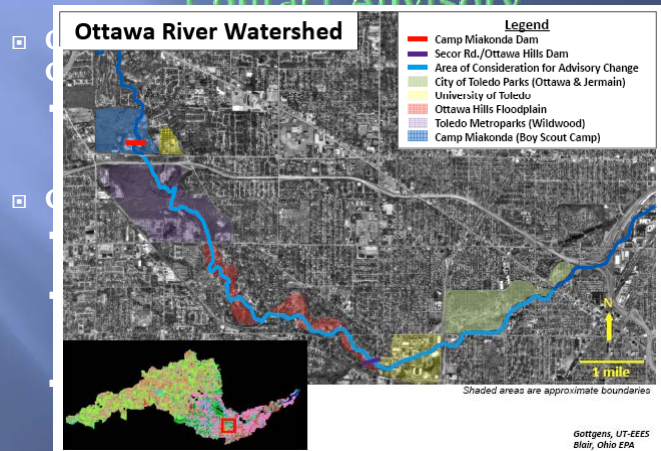 Contact Advisory
Ottawa River Watershed
Legend
Camp Miakonda Dam
Secor Rd./Ottawa Hills Dam
Area of Consideration for Advisory Change
City of Toledo Parks (Ottawa & Jermain)
University of Toledo
Ottawa Hills Floodplain
Toledo Metroparks (Wildwood)
Camp Miakonda (Boy Scout Camp)
N
1 mile
Shaded areas are approximate boundaries
Gottgens, UT-EEES
Blair, Ohio EPA